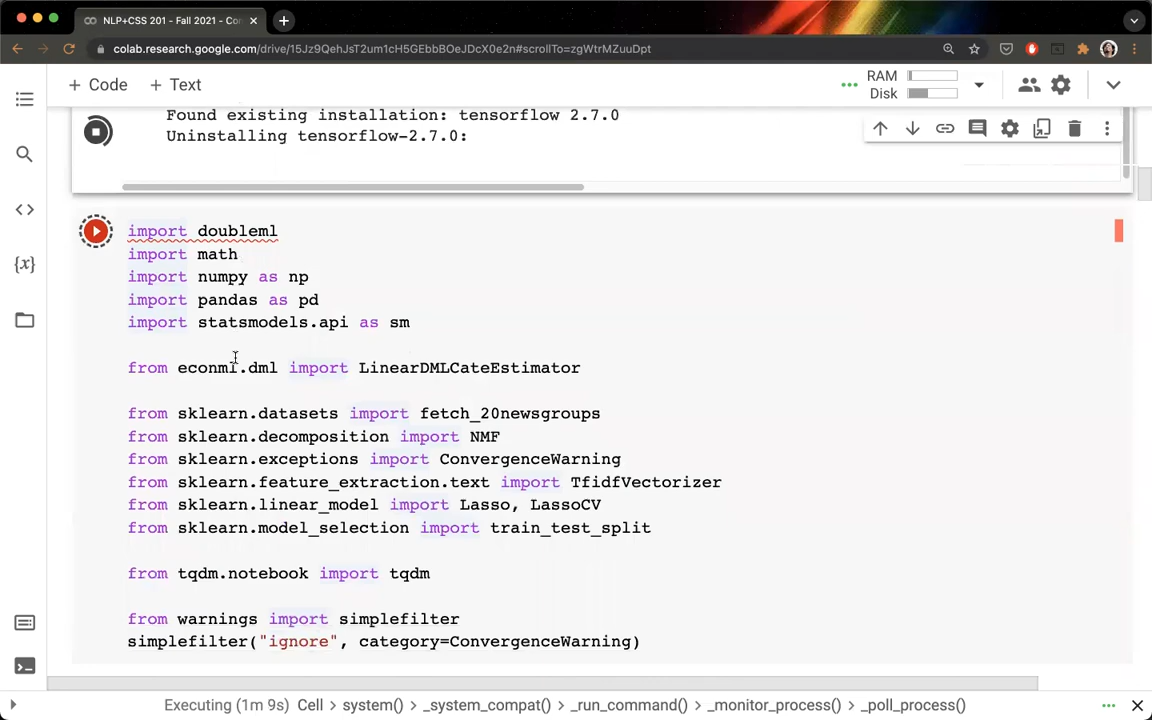 NLP+CSS 201 - Fall 2021 - Con
colab.research.google.com/drive/15Jz9QehJsT2um1cH5GEbbBOeJDcX0e2n#scrollTo=zgWtrMZuuDpt
+ Code + Text
RAM
Disk
Found existing installation: tensorflow 2.7.0
Uninstalling tensorflow-2.7.0:
import doubleml
import math
import numpy as np
import pandas as pd
import statsmodels.api as sm
from econml.dml import LinearDMLCateEstimator
from sklearn.datasets import fetch_20newsgroups
from sklearn.decomposition import NMF
from sklearn.exceptions import ConvergenceWarning
from sklearn.feature_extraction.text import TfidfVectorizer
from sklearn.linear_model import Lasso, LassoCV
from sklearn.model_selection import train_test_split
from tqdm.notebook import tqdm
from warnings import simplefilter
simplefilter("ignore", category=ConvergenceWarning)
{x}
Executing (1m 9s) Cell > system() > _system_compat() > _run_command() > _monitor_process() > _poll_process()